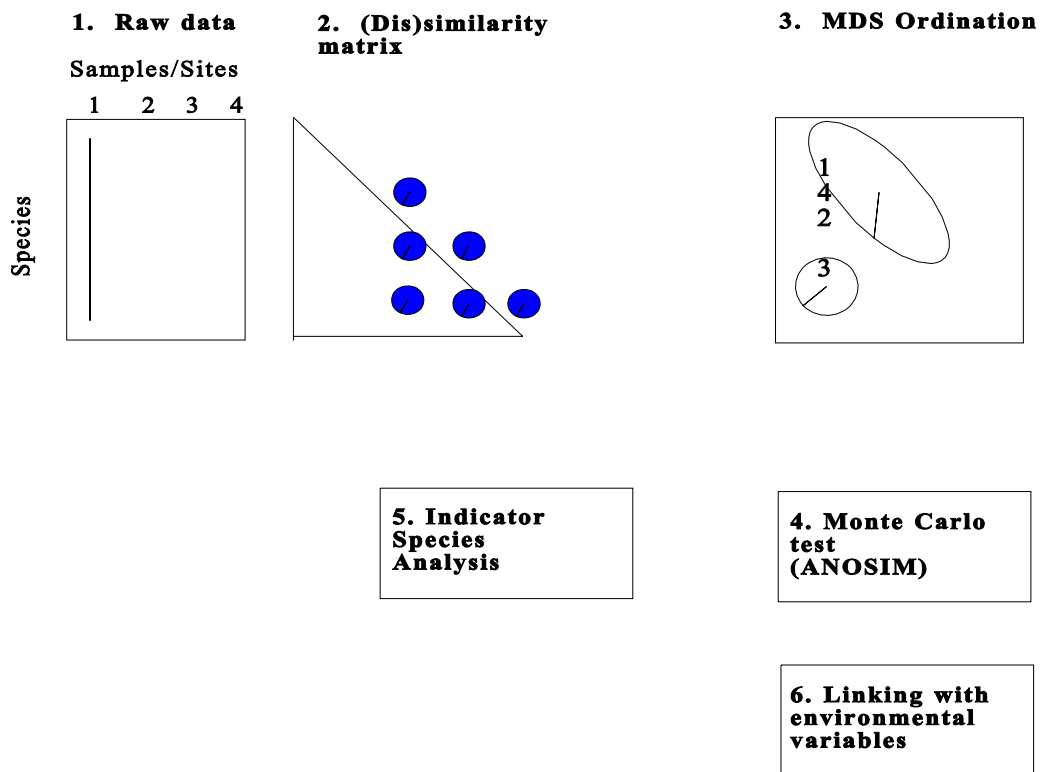 1. Raw data
Samples/Sites
1 2 3 4
Species
2. (Dis)similarity
matrix
3. MDS Ordination
1
4
2
3
5. Indicator
Species
Analysis
4. Monte Carlo
test
(ANOSIM)
6. Linking with
environmental
variables